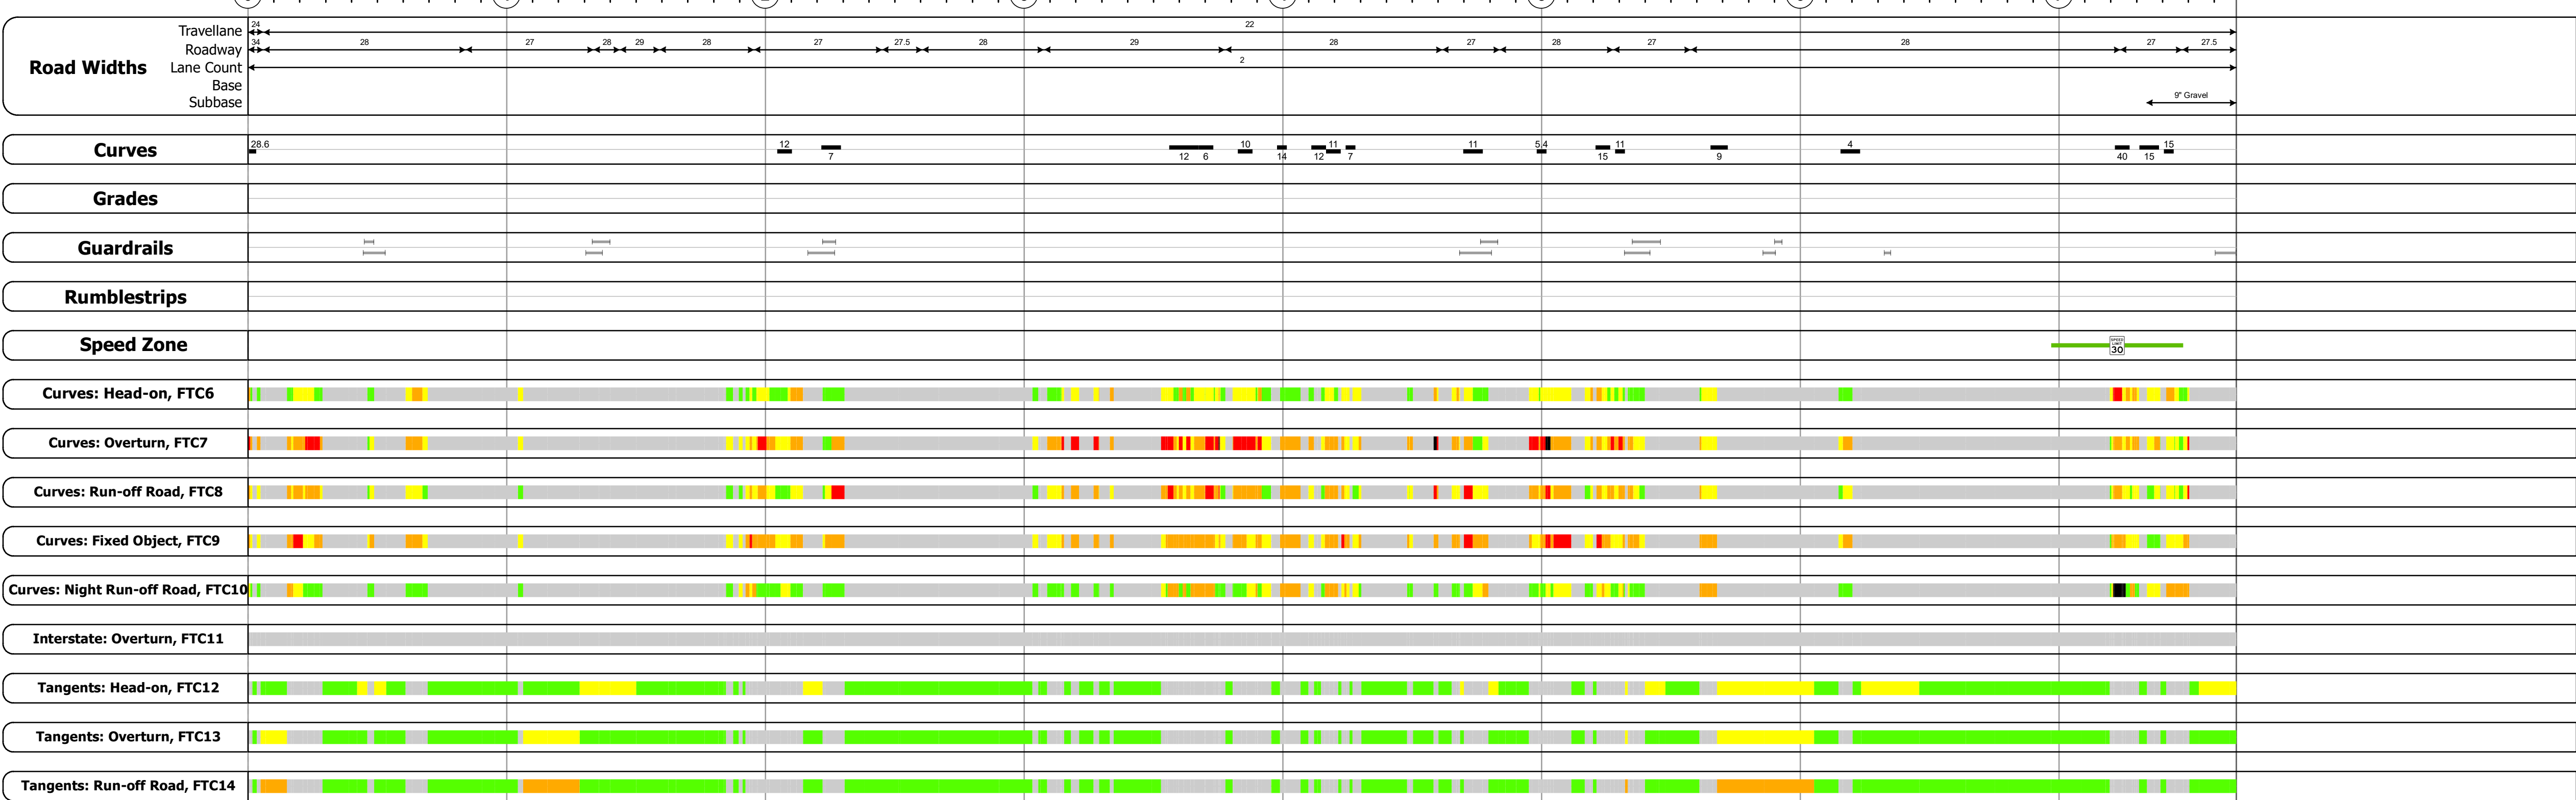 Travellane 24 22
Roadway 34 28 27 28 29 28 27 27.5 28 29 28 27 28 27 28 27 27.5
Road Widths
Lane Count 2
Base
Subbase 9" Gravel
Curves
28.6 12 10 11 11 5.4 11 4 15
7 12 6 14 12 7 15 9 40 15
Grades
Guardrails
Rumblestrips
Speed Zone
SPEED
LIMIT
30
Curves: Head-on, FTC6
Curves: Overturn, FTC7
Curves: Run-off Road, FTC8
Curves: Fixed Object, FTC9
Curves: Night Run-off Road, FTC10
Interstate: Overturn, FTC11
Tangents: Head-on, FTC12
Tangents: Overturn, FTC13
Tangents: Run-off Road, FTC14